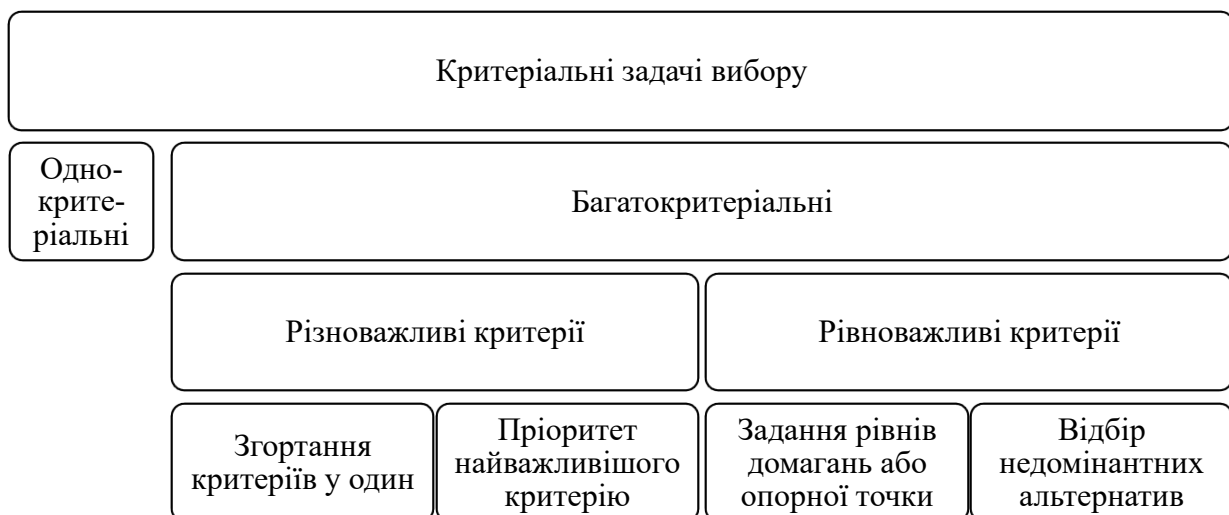 Критеріальні задачі вибору
Одно-
крите-
ріальні
Багатокритеріальні
Різноважливі критерії
Рівноважливі критерії
Згортання
критеріїв у один
Пріоритет
найважливішого
критерію
Задання рівнів
домагань або
опорної точки
Відбір
недомінантних
альтернатив